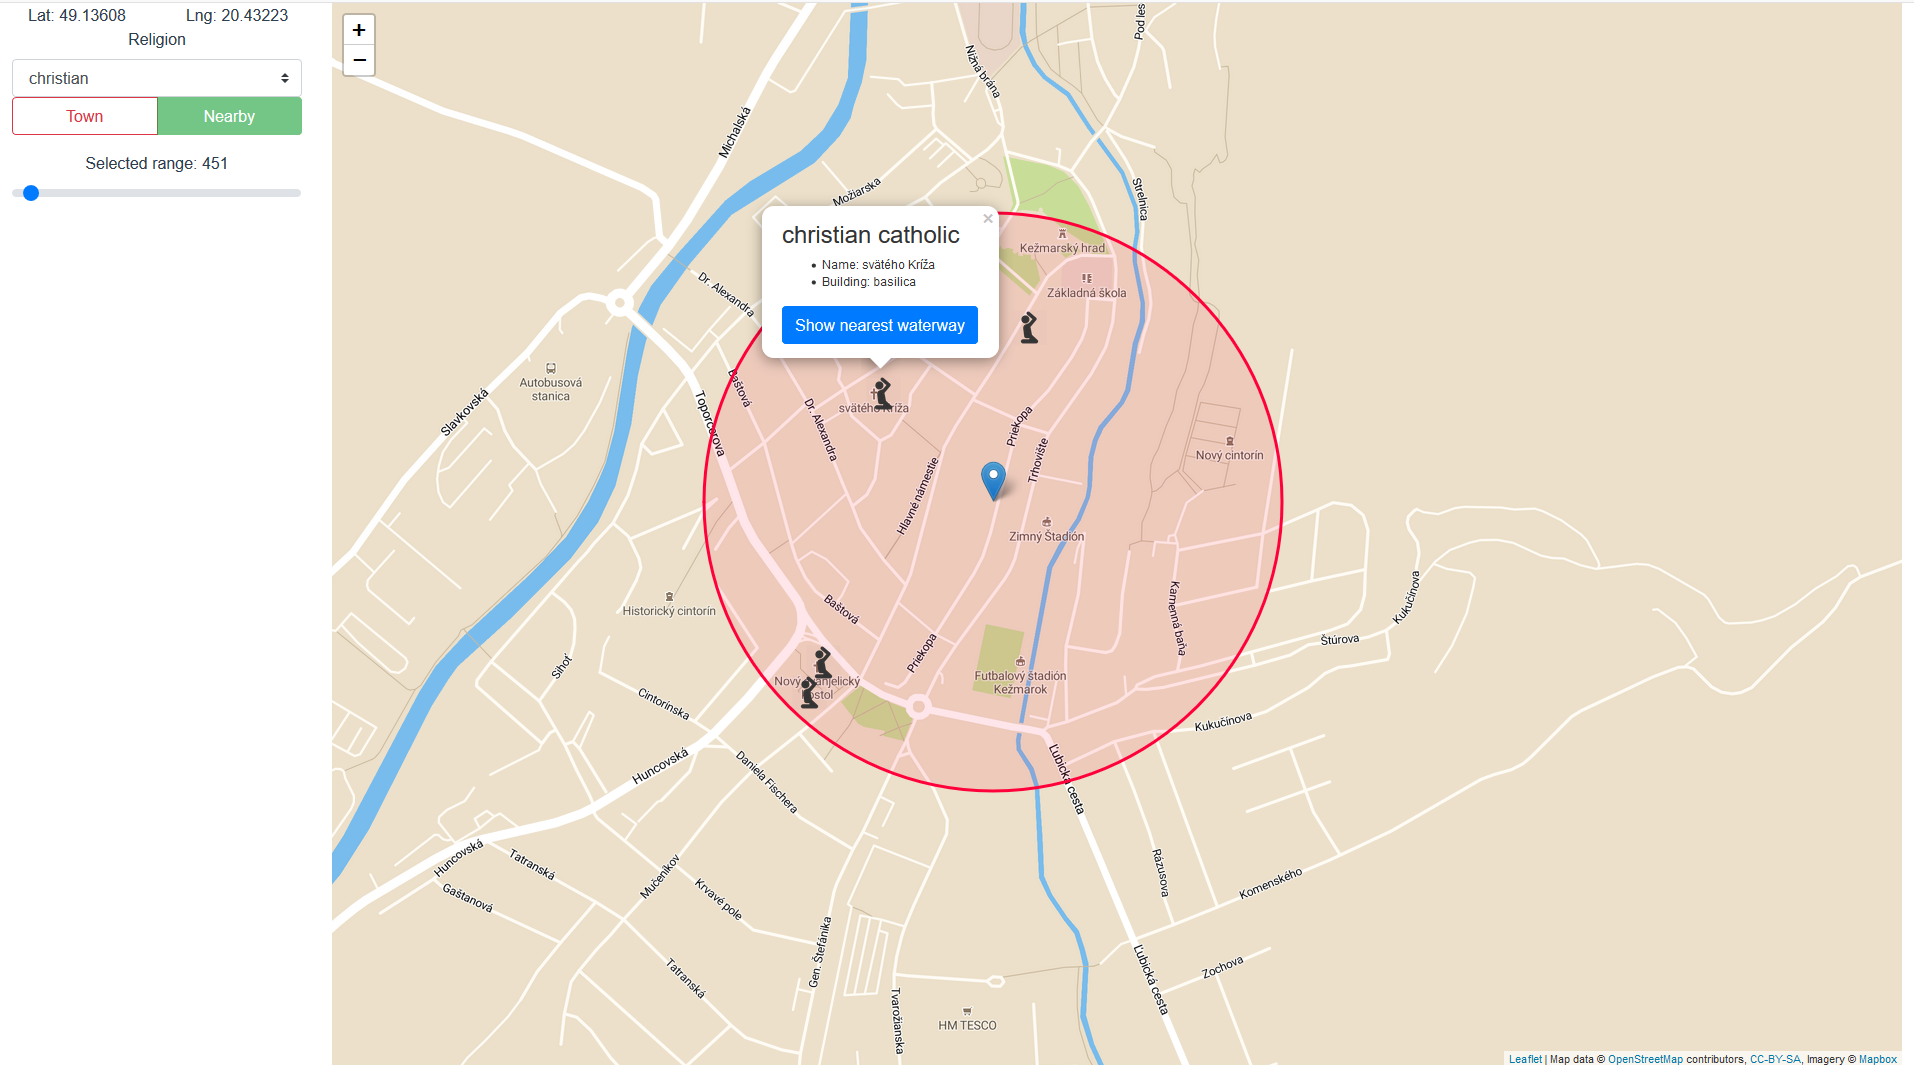 Lat: 49.13608
Lng: 20.43223
Religion
christian
Town
Nearby
Selected range: 451
+
−
Nižná brána
Pod les
Michalská
Možiarska
Strelnica
×
christian catholic
Name: svätého Kríža
Building: basilica
Show nearest waterway
Kežmarský hrad
Základná škola
Dr. Alexandra
Autobusová
stanica
Slavkovská
Baštová
Toporcerova
Dr. Alexandra
svätého Kríža
Priekopa
Trhovište
Hlavné námestie
Nový cintorín
Zimný Štadión
Historický cintorín
Baštová
Priekopa
Kamenná baňa
Kukučínova
Štúrova
Sihoť
Nový evanjelický
kostol
Futbalový štadión
Kežmarok
Cintorínska
Kukučínova
Huncovská
Daniela Fischera
Ľubická cesta
Huncovská
Tatranská
Gaštanová
Mučeníkov
Krvavé pole
Rázusova
Komenského
Gen. Štefánika
Tatranská
Ľubická cesta
Zochova
Tvarožianska
HM TESCO
Leaflet | Map data © OpenStreetMap contributors, CC-BY-SA, Imagery © Mapbox